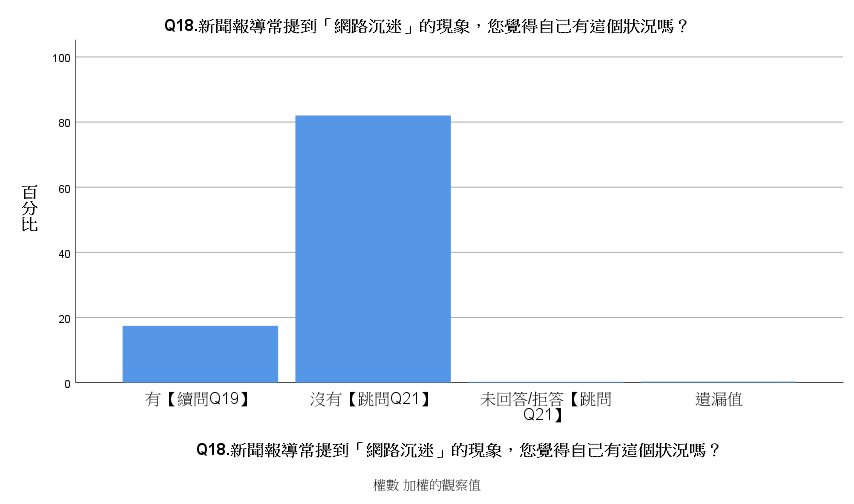 Q18.新聞報導常提到「網路沉迷」的現象，您覺得自己有這個狀況嗎？
100
80
60
40
20
0
百分比
有【續問Q19】
沒有【跳問Q21】
未回答/拒答【跳問
Q21】
遺漏值
Q18.新聞報導常提到「網路沉迷」的現象，您覺得自己有這個狀況嗎？
權數 加權的觀察值